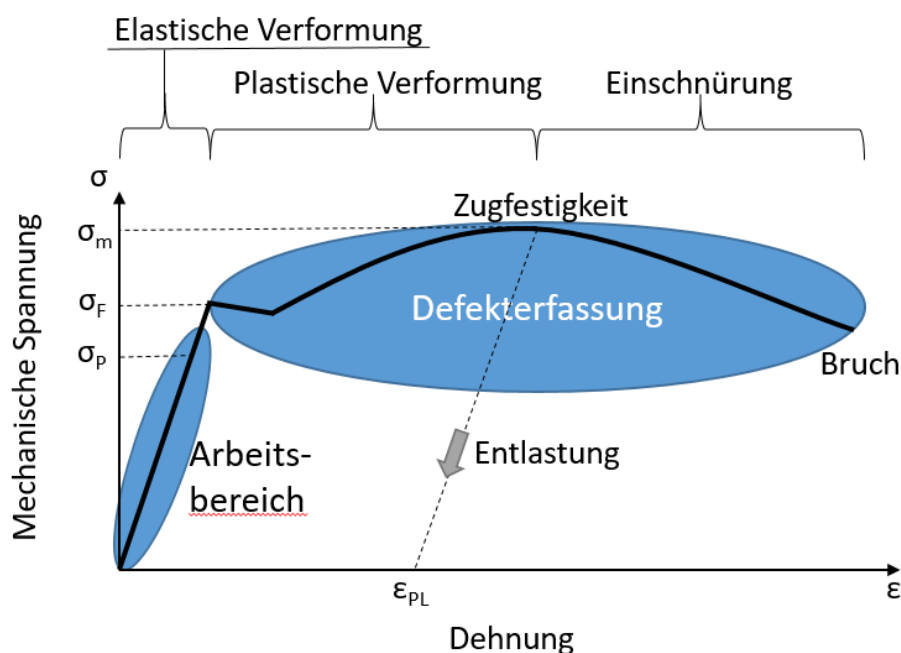 Elastische Verformung
Plastische Verformung
Einschnürung
σ
Zugfestigkeit
σm
σF
Defekterfassung
σP
Bruch
Mechanische Spannung
Arbeits-
bereich
Entlastung
εPL
ε
Dehnung